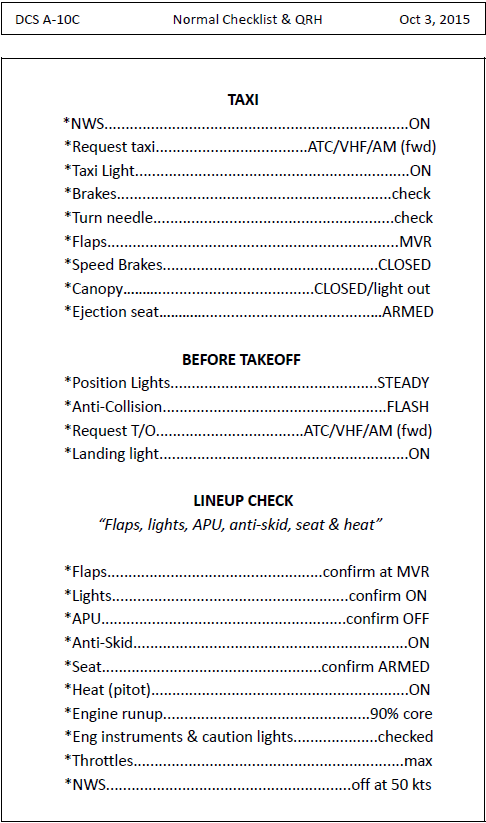 DCS A-10C Normal Checklist & QRH Oct 3, 2015
TAXI
*NWS........................................................................ON
*Request taxi....................................ATC/VHF/AM (fwd)
*Taxi Light.................................................................ON
*Brakes.................................................................check
*Turn needle.........................................................check
*Flaps.....................................................................MVR
*Speed Brakes...................................................CLOSED
*Canopy.............................................CLOSED/light out
*Ejection seat.....................................................ARMED
BEFORE TAKEOFF
*Position Lights.................................................STEADY
*Anti-Collision.....................................................FLASH
*Request T/O...................................ATC/VHF/AM (fwd)
*Landing light...........................................................ON
LINEUP CHECK
“Flaps, lights, APU, anti-skid, seat & heat”
*Flaps...................................................confirm at MVR
*Lights........................................................confirm ON
*APU..........................................................confirm OFF
*Anti-Skid.................................................................ON
*Seat....................................................confirm ARMED
*Heat (pitot).............................................................ON
*Engine runup.................................................90% core
*Eng instruments & caution lights....................checked
*Throttles................................................................max
*NWS..........................................................off at 50 kts